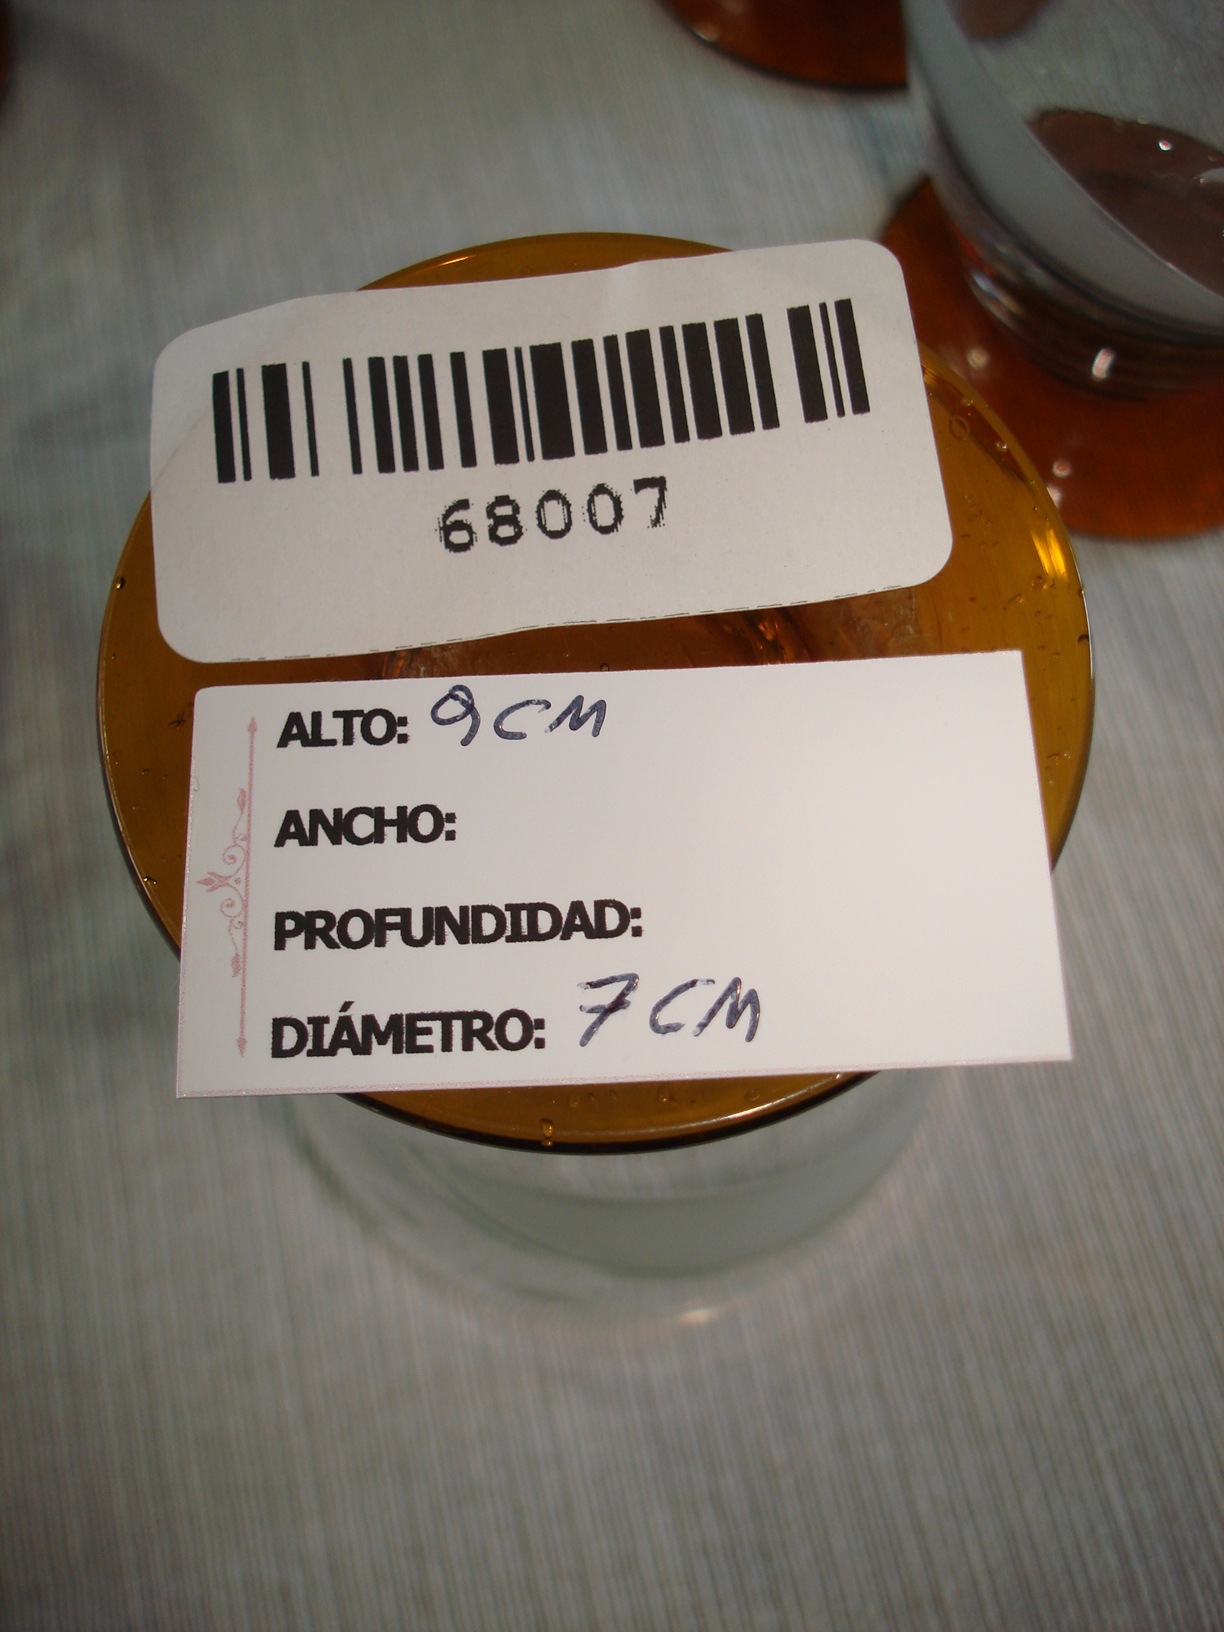 68007
ALTO: 9CM
ANCHO:
PROFUNDIDAD:
DIÁMETRO: 7CM